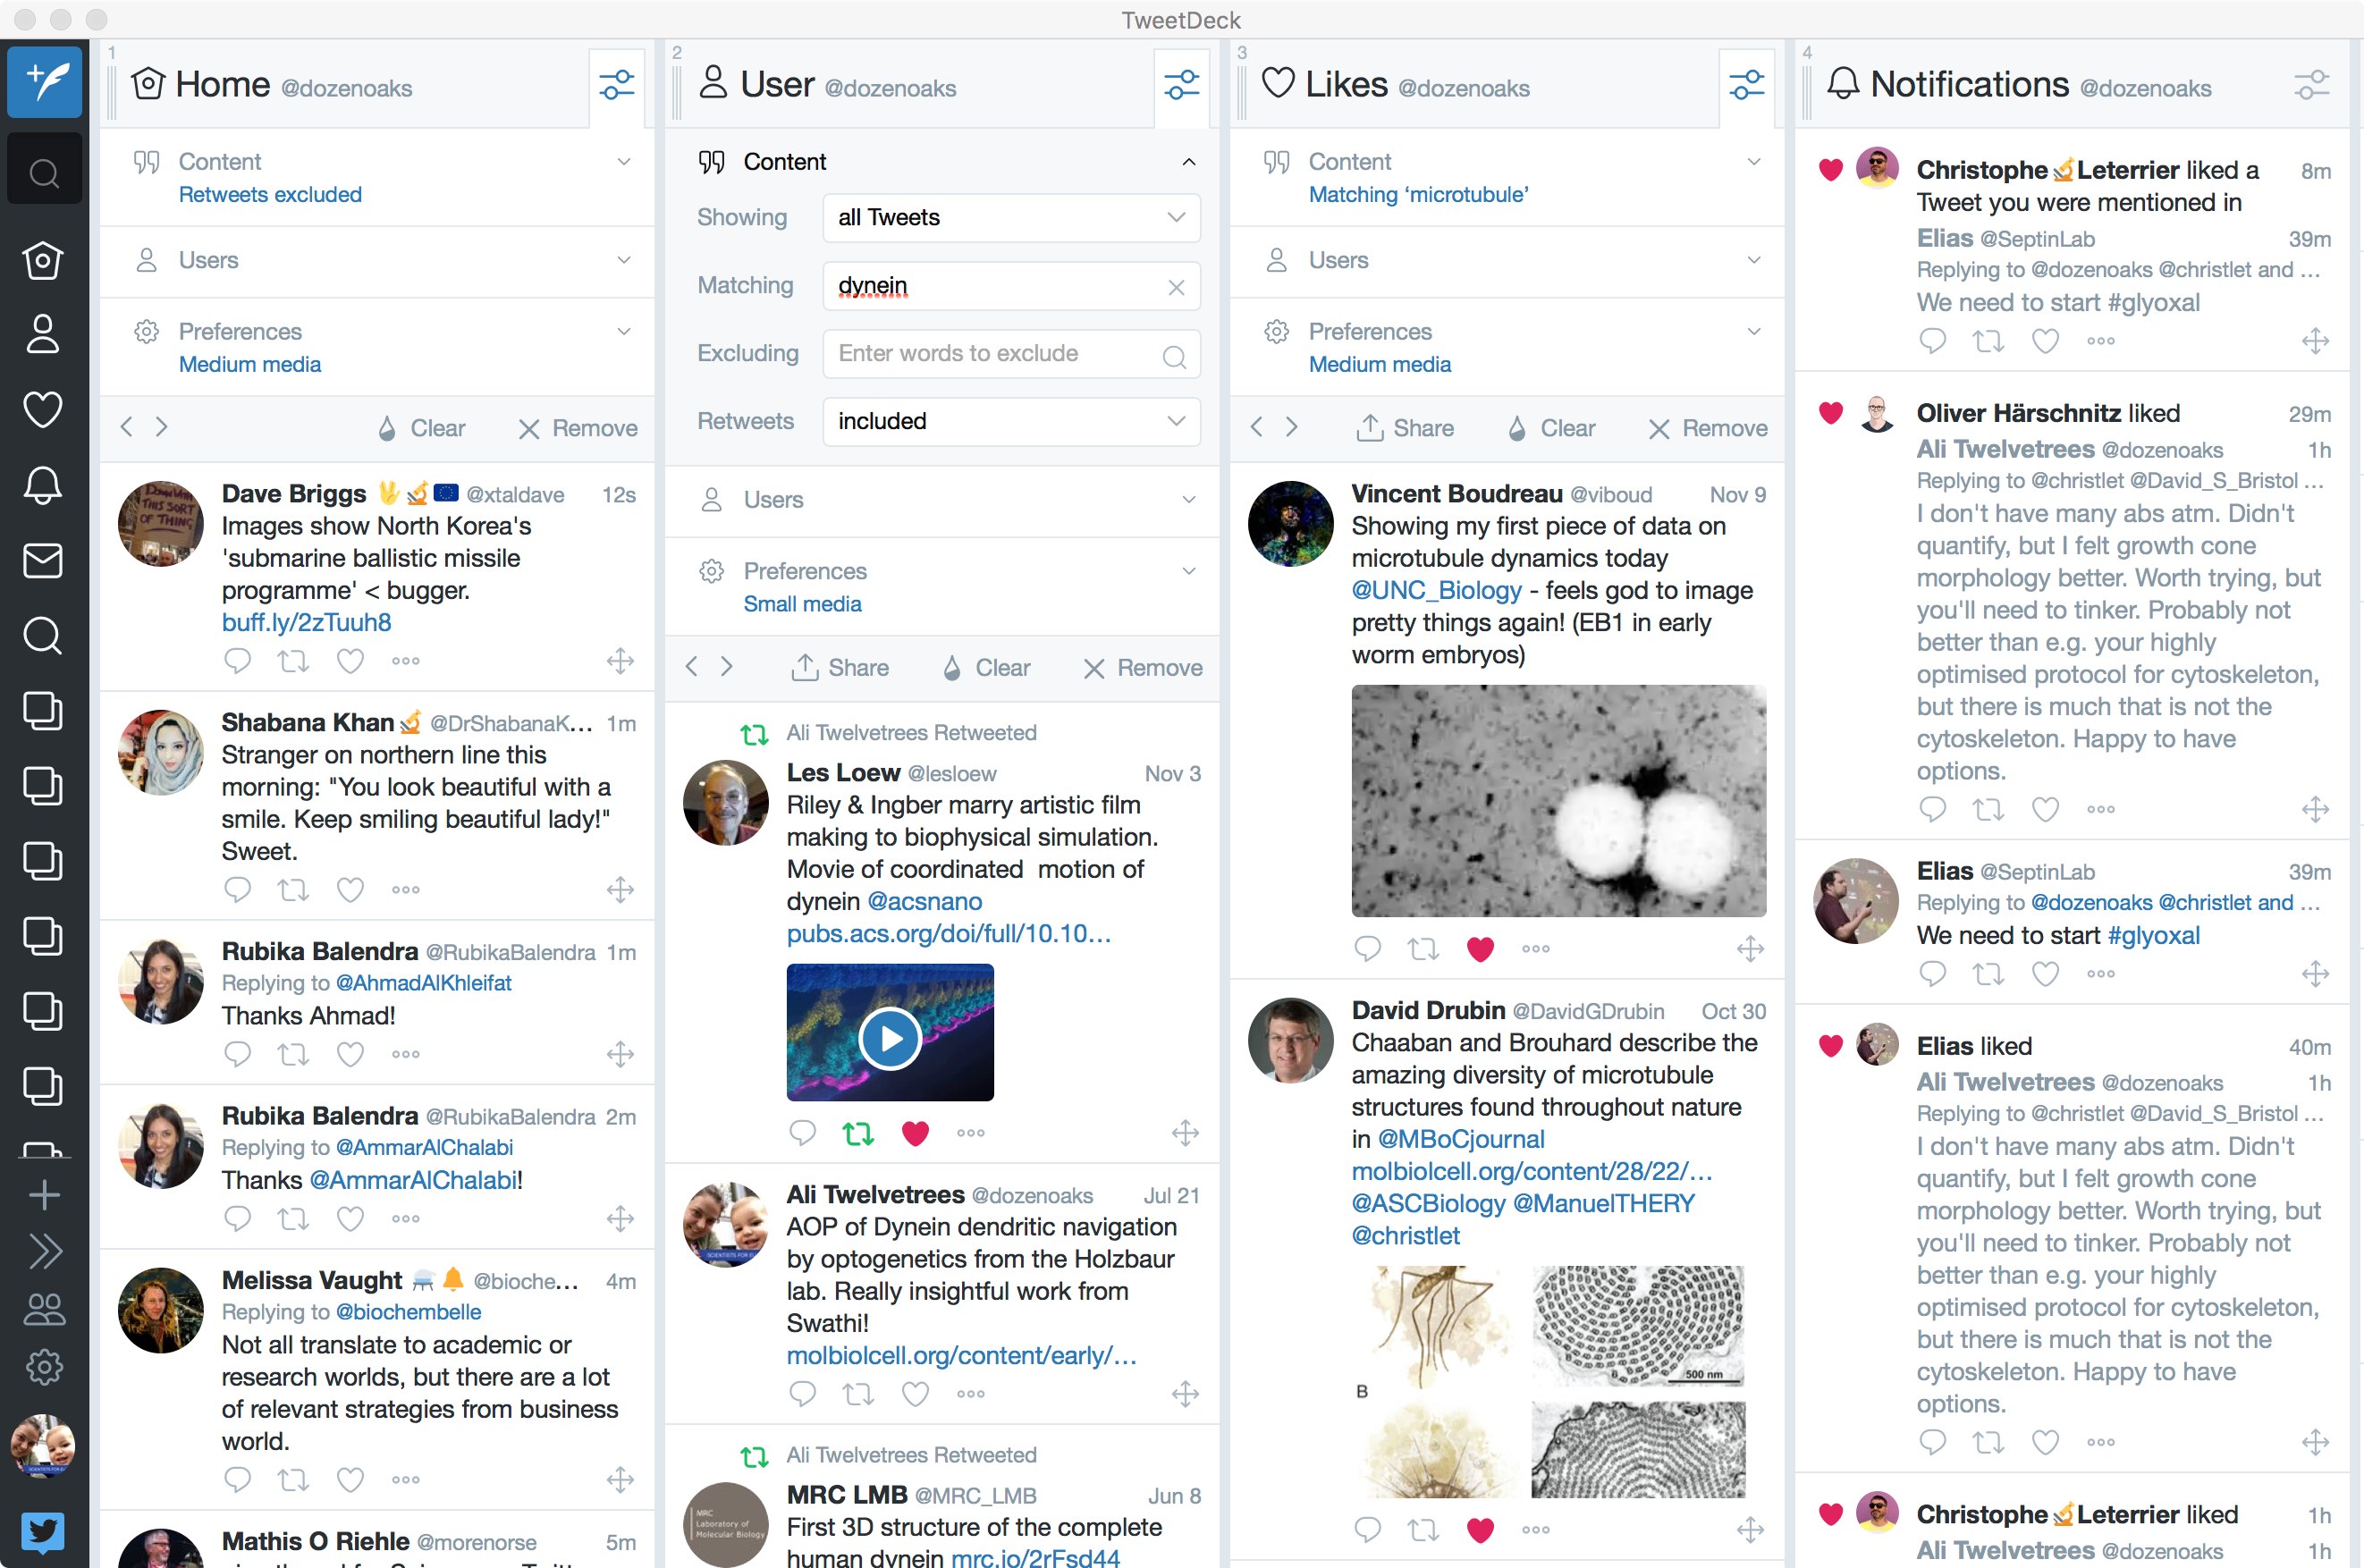 TweetDeck
1
Home @dozenoaks
Content
Retweets excluded
Users
Preferences
Medium media
Clear
Remove
Dave Briggs @xtaldave 12s
Images show North Korea's
'submarine ballistic missile
programme' < bugger.
buff.ly/2zTuuh8
Shabana Khan @DrShabanaK... 1m
Stranger on northern line this
morning: "You look beautiful with a
smile. Keep smiling beautiful lady!"
Sweet.
Rubika Balendra @RubikaBalendra 1m
Replying to @AhmadAlKhleifat
Thanks Ahmad!
Rubika Balendra @RubikaBalendra 2m
Replying to @AmmarAlChalabi
Thanks @AmmarAlChalabi!
Melissa Vaught @bioche... 4m
Replying to @biochembelle
Not all translate to academic or
research worlds, but there are a lot
of relevant strategies from business
world.
Mathis O Riehle @morenorse 5m
2
User @dozenoaks
Content
Showing all Tweets
Matching dynein
Excluding Enter words to exclude
Retweets included
Users
Preferences
Small media
Share
Clear
Remove
Ali Twelvetrees Retweeted
Les Loew @lesloew Nov 3
Riley & Ingber marry artistic film
making to biophysical simulation.
Movie of coordinated motion of
dynein @acsnano
pubs.acs.org/doi/full/10.10...
Ali Twelvetrees @dozenoaks Jul 21
AOP of Dynein dendritic navigation
by optogenetics from the Holzbaur
lab. Really insightful work from
Swathi!
molbiolcell.org/content/early/...
Ali Twelvetrees Retweeted
MRC
Laboratory of
Molecular Biology
MRC LMB @MRC_LMB Jun 8
First 3D structure of the complete
human dynein mrc.io/2rFsd44
3
Likes @dozenoaks
Content
Matching ‘microtubule’
Users
Preferences
Medium media
Share
Clear
Remove
Vincent Boudreau @viboud Nov 9
Showing my first piece of data on
microtubule dynamics today
@UNC_Biology - feels god to image
pretty things again! (EB1 in early
worm embryos)
David Drubin @DavidGDrubin Oct 30
Chaaban and Brouhard describe the
amazing diversity of microtubule
structures found throughout nature
in @MBoCjournal
molbiolcell.org/content/28/22/...
@ASCBiology @ManuelTHERY
@christlet
500 nm
B
4
Notifications @dozenoaks
Christophe Leterrier liked a 8m
Tweet you were mentioned in
Elias @SeptinLab 39m
Replying to @dozenoaks @christlet and ...
We need to start #glyoxal
Oliver Härschnitz liked 29m
Ali Twelvetrees @dozenoaks 1h
Replying to @christlet @David_S_Bristol ...
I don't have many abs atm. Didn't
quantify, but I felt growth cone
morphology better. Worth trying, but
you'll need to tinker. Probably not
better than e.g. your highly
optimised protocol for cytoskeleton,
but there is much that is not the
cytoskeleton. Happy to have
options.
Elias @SeptinLab 39m
Replying to @dozenoaks @christlet and ...
We need to start #glyoxal
Elias liked 40m
Ali Twelvetrees @dozenoaks 1h
Replying to @christlet @David_S_Bristol ...
I don't have many abs atm. Didn't
quantify, but I felt growth cone
morphology better. Worth trying, but
you'll need to tinker. Probably not
better than e.g. your highly
optimised protocol for cytoskeleton,
but there is much that is not the
cytoskeleton. Happy to have
options.
Christophe Leterrier liked 1h
Ali Twelvetrees @dozenoaks 1h